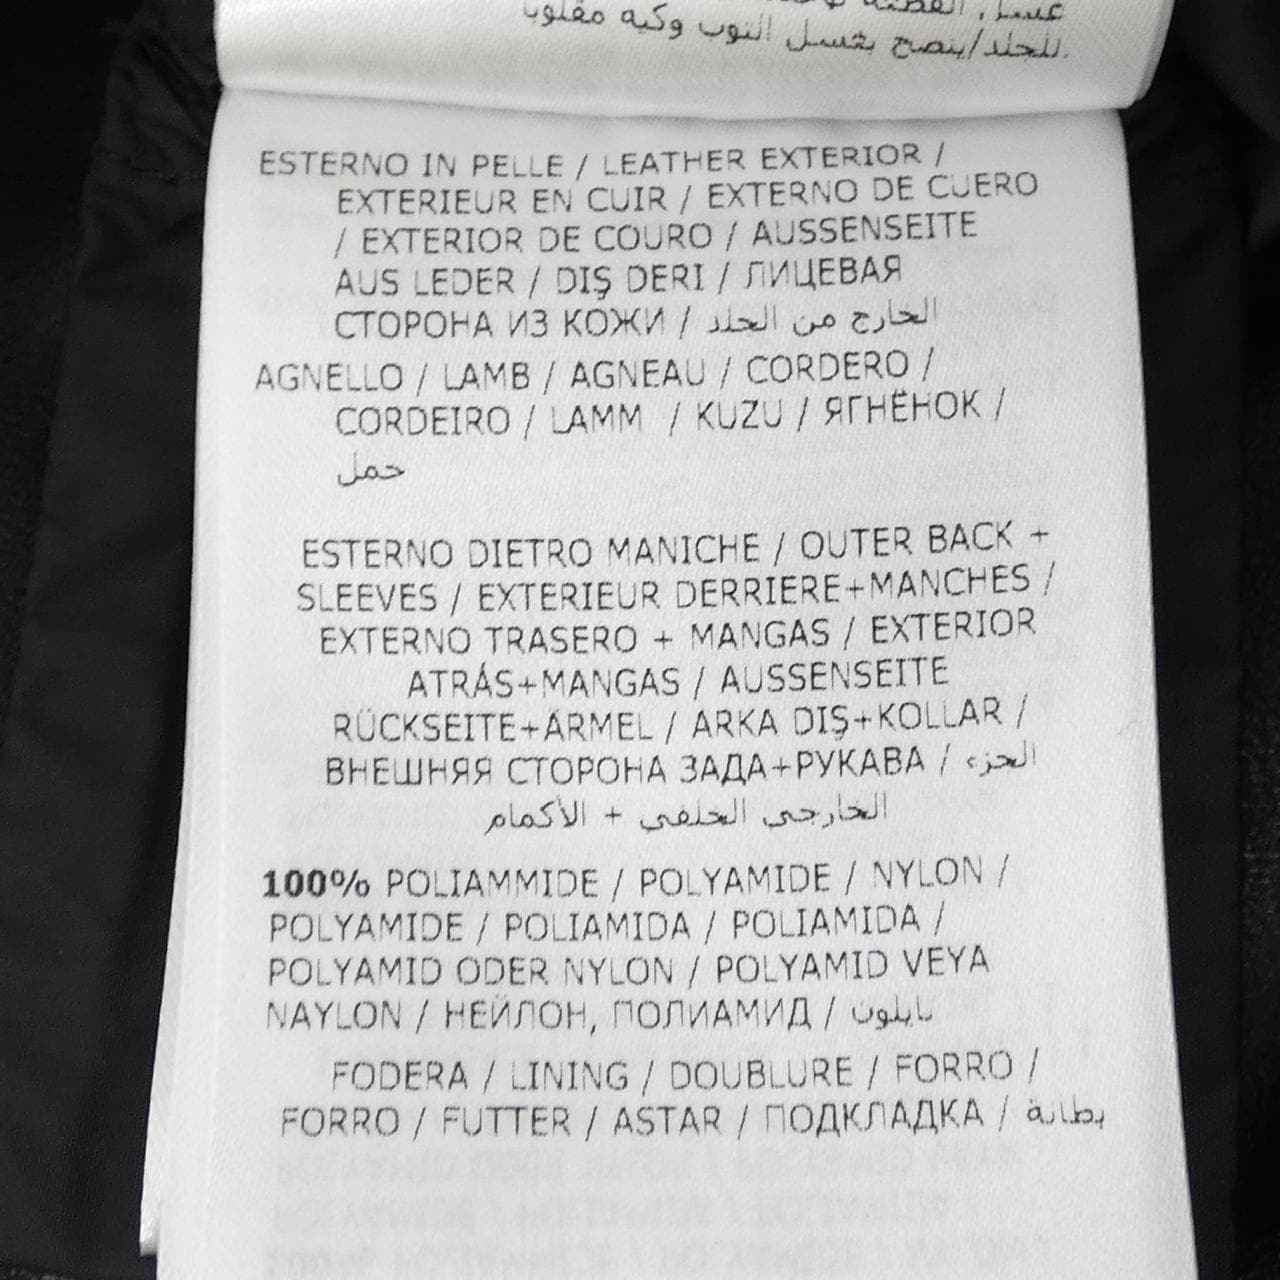 للجلد/ينصح بغسل الثوب وكيه مقلوبا.
ESTERNO IN PELLE / LEATHER EXTERIOR /
EXTERIEUR EN CUIR / EXTERNO DE CUERO
/ EXTERIOR DE COURO / AUSSENSEITE
AUS LEDER / DIŞ DERI / ЛИЦЕВАЯ
СТОРОНА ИЗ КОЖИ / الخارج من الجلد
AGNELLO / LAMB / AGNEAU / CORDERO /
CORDEIRO / LAMM / KUZU / ЯГНЁНОК /
حمل
ESTERNO DIETRO MANICHE / OUTER BACK +
SLEEVES / EXTERIEUR DERRIERE+MANCHES /
EXTERNO TRASERO + MANGAS / EXTERIOR
ATRÁS+MANGAS / AUSSENSEITE
RÜCKSEITE+ÄRMEL / ARKA DIŞ+KOLLAR /
ВНЕШНЯЯ СТОРОНА ЗАДА+РУКАВА / الجزء
الخارجي الخلفي + الأكمام
100% POLIAMMIDE / POLYAMIDE / NYLON /
POLYAMIDE / POLIAMIDA / POLIAMIDA /
POLYAMID ODER NYLON / POLYAMID VEYA
NAYLON / НЕЙЛОН, ПОЛИАМИД / نايلون
FODERA / LINING / DOUBLURE / FORRO /
FORRO / FUTTER / ASTAR / ПОДКЛАДКА / بطانة